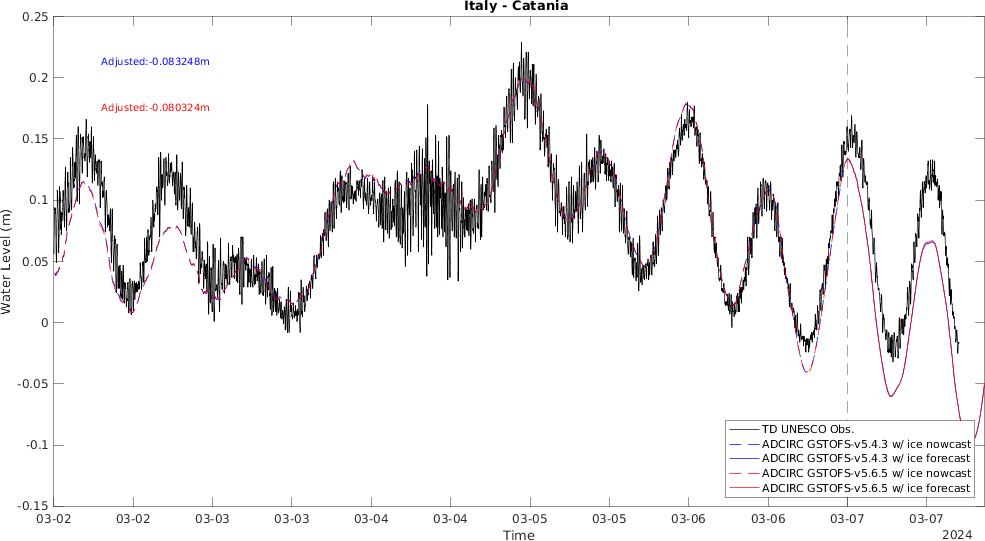 Italy - Catania
0.25
0.2
0.15
0.1
0.05
0
-0.05
-0.1
-0.15
Water Level (m)
Adjusted:-0.083248m
Adjusted:-0.080324m
TD UNESCO Obs.
ADCIRC GSTOFS-v5.4.3 w/ ice nowcast
ADCIRC GSTOFS-v5.4.3 w/ ice forecast
ADCIRC GSTOFS-v5.6.5 w/ ice nowcast
ADCIRC GSTOFS-v5.6.5 w/ ice forecast
03-02 03-02 03-03 03-03 03-04 03-04 03-05 03-05 03-06 03-06 03-07 03-07
Time
2024